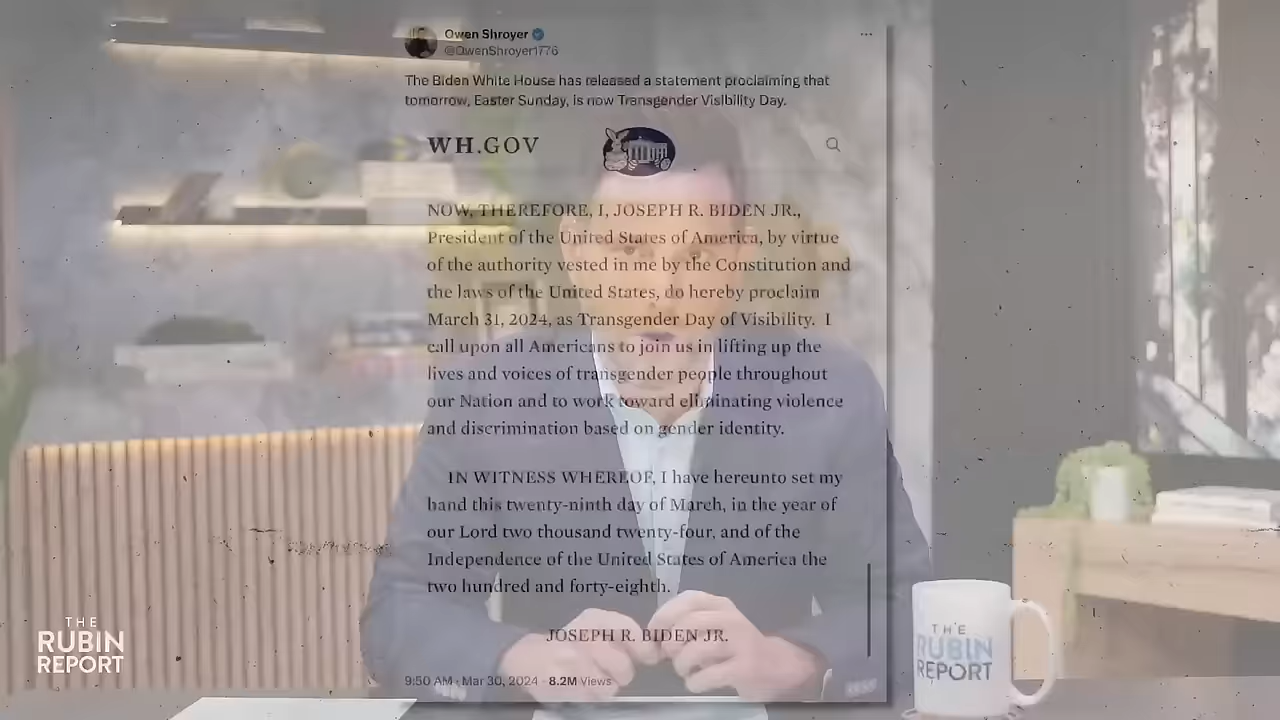 Owen Shroyer
@OwenShroyer1776
The Biden White House has released a statement proclaiming that
tomorrow, Easter Sunday, is now Transgender Visibility Day.
WH.GOV
NOW, THEREFORE, I, JOSEPH R. BIDEN JR.,
President of the United States of America, by virtue
of the authority vested in me by the Constitution and
the laws of the United States, do hereby proclaim
March 31, 2024, as Transgender Day of Visibility. I
call upon all Americans to join us in lifting up the
lives and voices of transgender people throughout
our Nation and to work toward eliminating violence
and discrimination based on gender identity.
IN WITNESS WHEREOF, I have hereunto set my
hand this twenty-ninth day of March, in the year of
our Lord two thousand twenty-four, and of the
Independence of the United States of America the
two hundred and forty-eighth.
JOSEPH R. BIDEN JR.
9:50 AM · Mar 30, 2024 · 8.2M Views
THE
RUBIN
REPORT
THE
RUBIN
REPORT